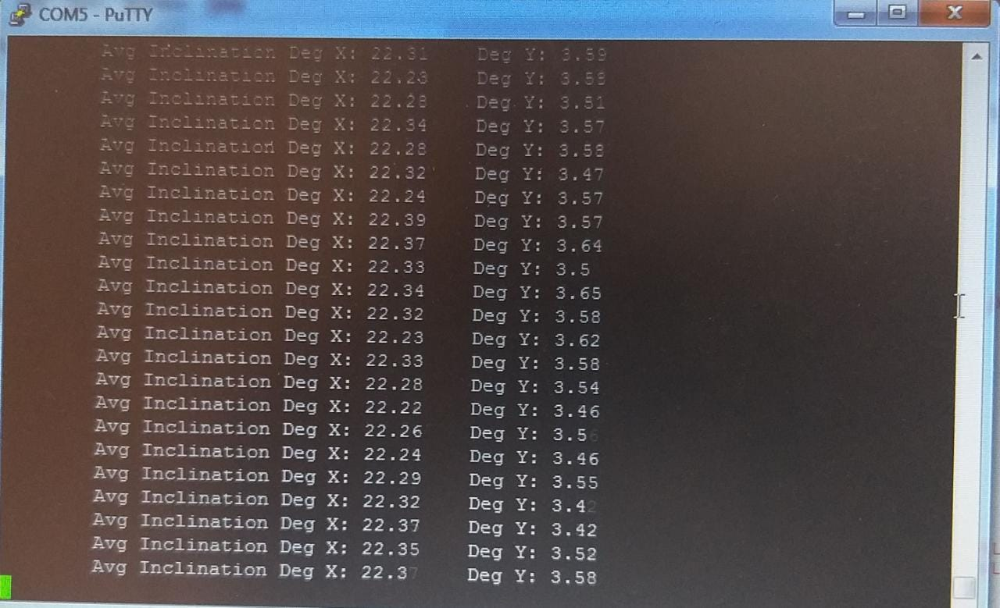 COM5 - PuTTY
Avg Inclination Deg X: 22.31 Deg Y: 3.59
Avg Inclination Deg X: Deg Y:
Avg Inclination Deg X: 22.28 Deg Y: 3.51
Avg Inclination Deg X: 22.34 Deg Y: 3.57
Avg Inclination Deg X: 22.28 Deg Y: 3.58
Avg Inclination Deg X: 22.32 Deg Y: 3.47
Avg Inclination Deg X: 22.24 Deg Y: 3.57
Avg Inclination Deg X: 22.39 Deg Y: 3.57
Avg Inclination Deg X: 22.37 Deg Y: 3.64
Avg Inclination Deg X: 22.33 Deg Y: 3.5
Avg Inclination Deg X: 22.34 Deg Y: 3.65
Avg Inclination Deg X: 22.32 Deg Y: 3.58
Avg Inclination Deg X: 22.23 Deg Y: 3.62
Avg Inclination Deg X: 22.33 Deg Y: 3.58
Avg Inclination Deg X: 22.28 Deg Y: 3.54
Avg Inclination Deg X: 22.22 Deg Y: 3.46
Avg Inclination Deg X: 22.26 Deg Y: 3.5
Avg Inclination Deg X: 22.24 Deg Y: 3.46
Avg Inclination Deg X: 22.29 Deg Y: 3.55
Avg Inclination Deg X: 22.32 Deg Y: 3.4
Avg Inclination Deg X: 22.37 Deg Y: 3.42
Avg Inclination Deg X: 22.35 Deg Y: 3.52
Avg Inclination Deg X: 22.3 Deg Y: 3.58